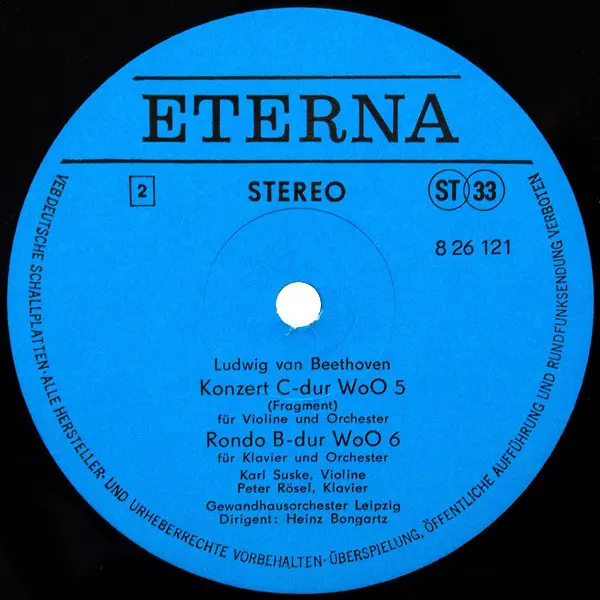 ETERNA
2
STEREO
ST 33
8 26 121
Ludwig van Beethoven
Konzert C-dur WoO 5
(Fragment)
für Violine und Orchester
Rondo B-dur WoO 6
für Klavier und Orchester
Karl Suske, Violine
Peter Rösel, Klavier
Gewandhausorchester Leipzig
Dirigent: Heinz Bongartz
VEB DEUTSCHE SCHALLPLATTEN · ALLE HERSTELLER- UND URHEBERRECHTE VORBEHALTEN · ÜBERSPIELUNG, ÖFFENTLICHE AUFFÜHRUNG UND RUNDFUNKSENDUNG VERBOTEN